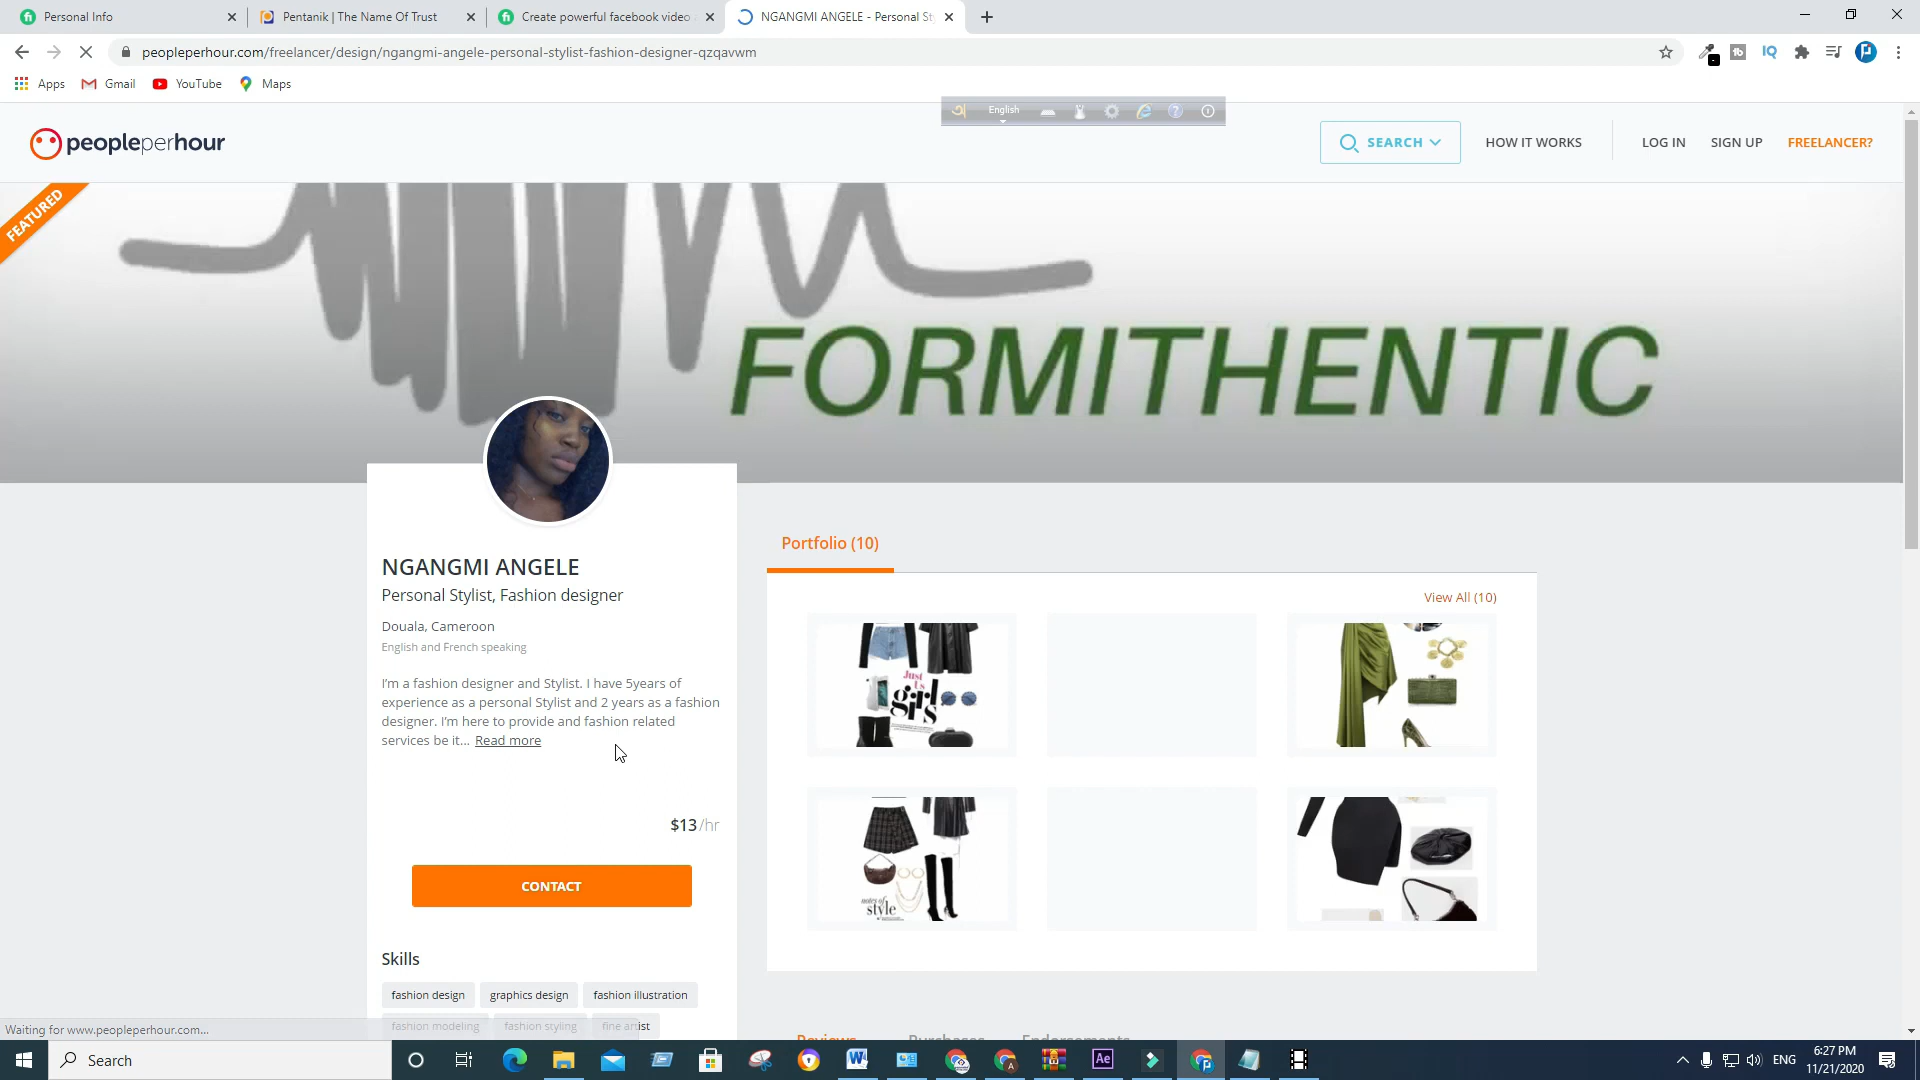 Personal Info
Pentanik | The Name Of Trust
Create powerful facebook video
NGANGMI ANGELE - Personal St
peopleperhour.com/freelancer/design/ngangmi-angele-personal-stylist-fashion-designer-qzqavwm
Apps
Gmail
YouTube
Maps
English
peopleperhour
SEARCH
HOW IT WORKS
LOG IN
SIGN UP
FREELANCER?
FEATURED
FORMITHENTIC
NGANGMI ANGELE
Personal Stylist, Fashion designer
Douala, Cameroon
English and French speaking
I'm a fashion designer and Stylist. I have 5years of
experience as a personal Stylist and 2 years as a fashion
designer. I'm here to provide and fashion related
services be it... Read more
$13/hr
CONTACT
Skills
fashion design
graphics design
fashion illustration
fashion modeling
fashion styling
fine artist
Portfolio (10)
View All (10)
Just
Us
girl
girls
notes of
style
Reviews
Purchases
Endorsements
Waiting for www.peopleperhour.com...
Search
ENG
6:27 PM
11/21/2020